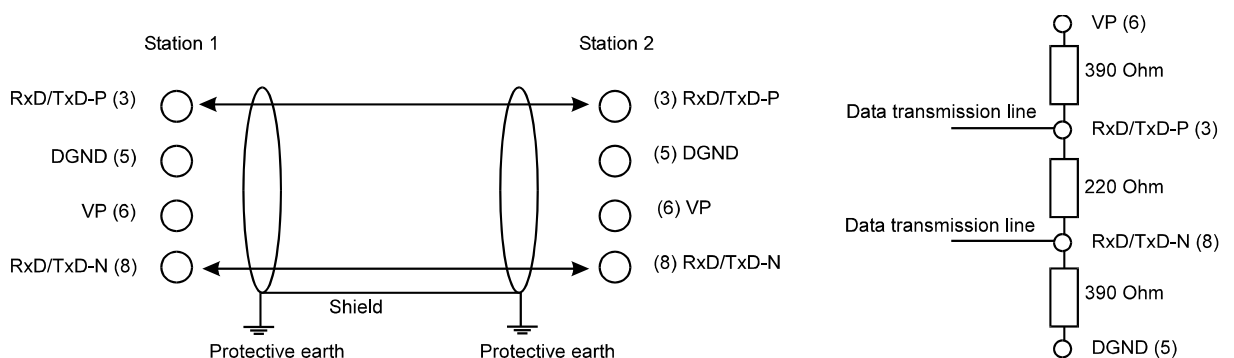 Station 1
Station 2
RxD/TxD-P (3)
(3) RxD/TxD-P
DGND (5)
(5) DGND
VP (6)
(6) VP
RxD/TxD-N (8)
(8) RxD/TxD-N
Shield
Protective earth
Protective earth
VP (6)
390 Ohm
Data transmission line
RxD/TxD-P (3)
220 Ohm
Data transmission line
RxD/TxD-N (8)
390 Ohm
DGND (5)